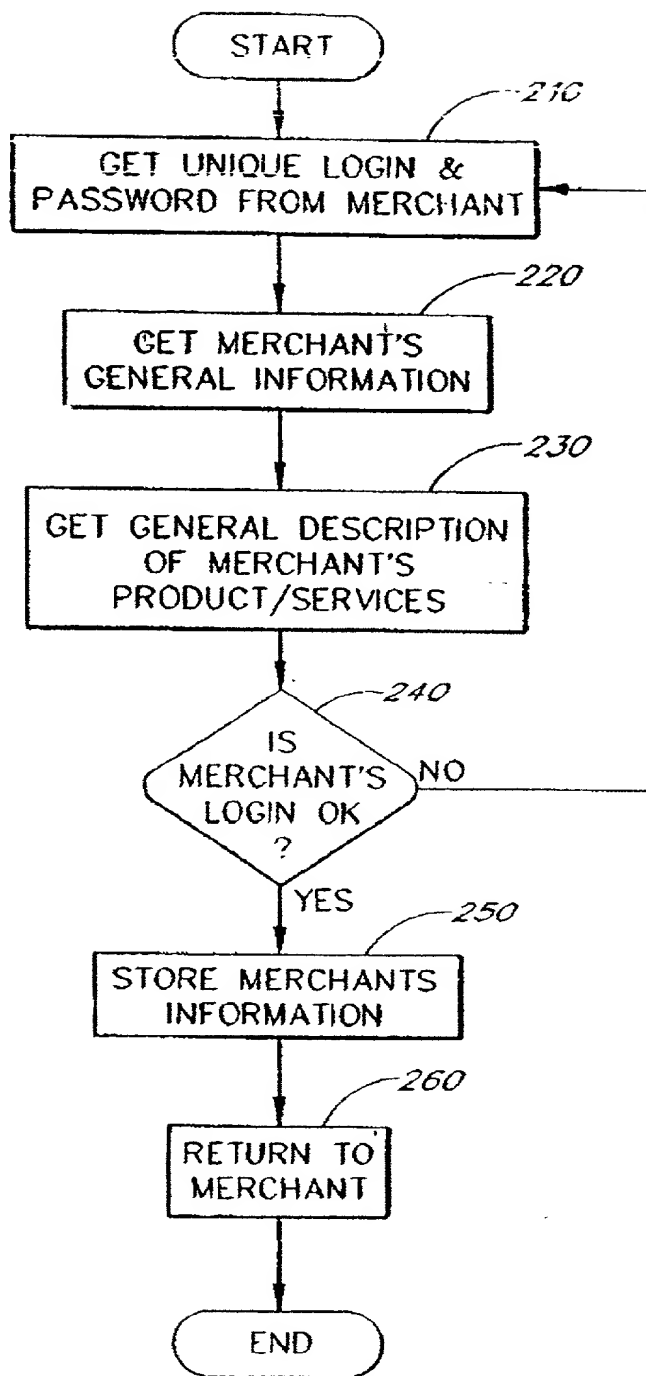 START
210
GET UNIQUE LOGIN &
PASSWORD FROM MERCHANT
220
GET MERCHANT'S
GENERAL INFORMATION
230
GET GENERAL DESCRIPTION
OF MERCHANT'S
PRODUCT/SERVICES
240
IS
MERCHANT'S
LOGIN OK
?
NO
YES
250
STORE MERCHANTS
INFORMATION
260
RETURN TO
MERCHANT
END